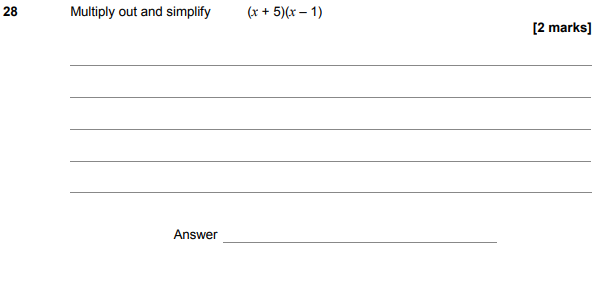 28 Multiply out and simplify (x + 5)(x – 1)
[2 marks]
Answer